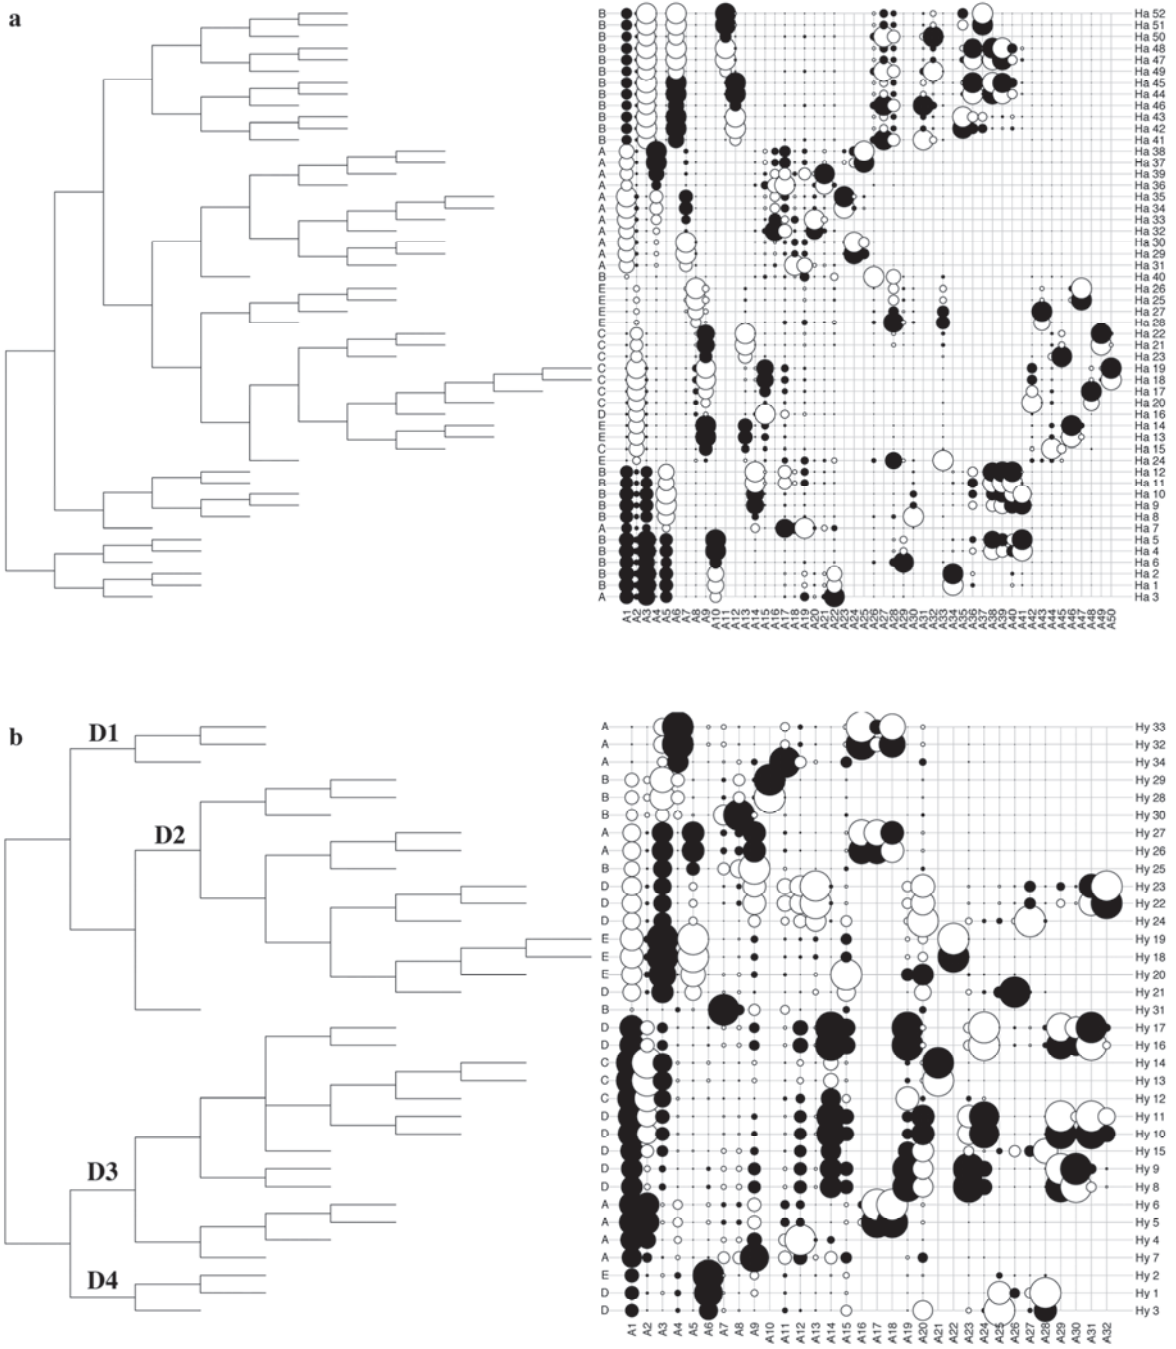 a
B Ha 52
B Ha 51
B Ha 50
B Ha 48
B Ha 47
B Ha 49
B Ha 45
B Ha 44
B Ha 46
B Ha 43
B Ha 42
B Ha 41
A Ha 38
A Ha 37
A Ha 39
A Ha 36
A Ha 35
A Ha 34
A Ha 33
A Ha 32
A Ha 30
A Ha 29
A Ha 31
B Ha 40
E Ha 26
E Ha 25
E Ha 27
E Ha 28
C Ha 22
C Ha 21
C Ha 23
C Ha 19
C Ha 18
C Ha 17
C Ha 20
D Ha 16
E Ha 14
E Ha 13
C Ha 15
E Ha 24
B Ha 12
B Ha 11
B Ha 10
B Ha 9
B Ha 8
A Ha 7
B Ha 5
B Ha 4
B Ha 6
B Ha 2
B Ha 1
A Ha 3
A1 A2 A3 A4 A5 A6 A7 A8 A9 A10 A11 A12 A13 A14 A15 A16 A17 A18 A19 A20 A21 A22 A23 A24 A25 A26 A27 A28 A29 A30 A31 A32 A33 A34 A35 A36 A37 A38 A39 A40 A41 A42 A43 A44 A45 A46 A47 A48 A49 A50
b
D1
D2
D3
D4
A Hy 33
A Hy 32
A Hy 34
B Hy 29
B Hy 28
B Hy 30
A Hy 27
A Hy 26
B Hy 25
D Hy 23
D Hy 22
D Hy 24
E Hy 19
E Hy 18
E Hy 20
D Hy 21
B Hy 31
D Hy 17
D Hy 16
C Hy 14
C Hy 13
C Hy 12
D Hy 11
D Hy 10
D Hy 15
D Hy 9
D Hy 8
A Hy 6
A Hy 5
A Hy 4
A Hy 7
E Hy 2
D Hy 1
D Hy 3
A1 A2 A3 A4 A5 A6 A7 A8 A9 A10 A11 A12 A13 A14 A15 A16 A17 A18 A19 A20 A21 A22 A23 A24 A25 A26 A27 A28 A29 A30 A31 A32